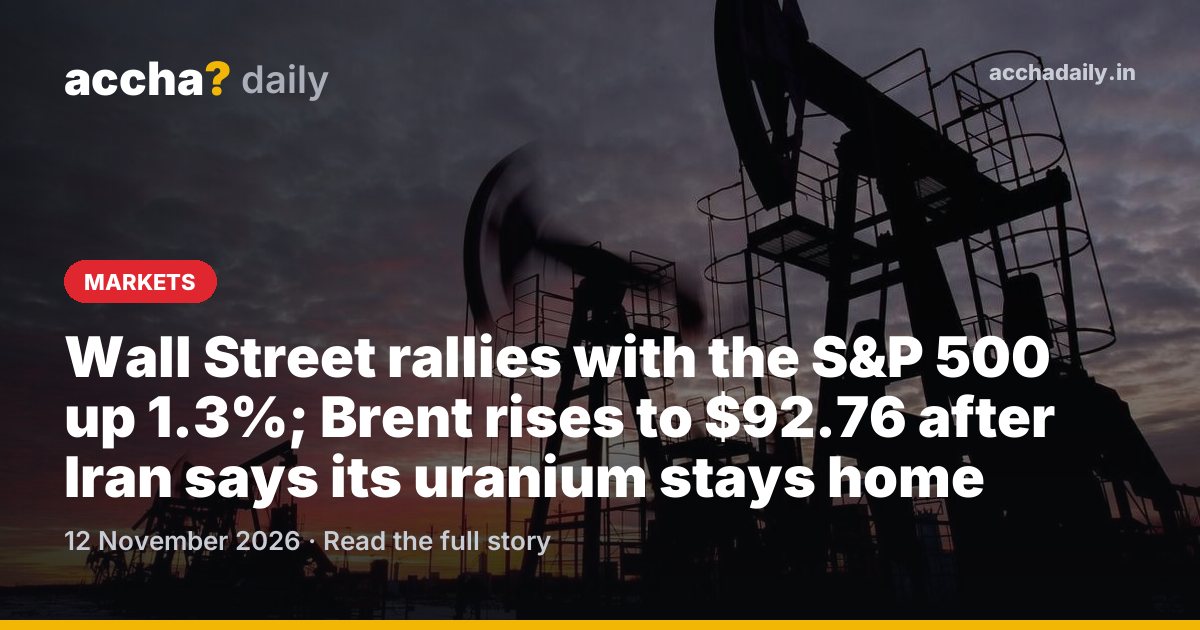 accha? daily
acchadaily.in
MARKETS
Wall Street rallies with the S&P 500
up 1.3%; Brent rises to $92.76 after
Iran says its uranium stays home
12 November 2026 · Read the full story